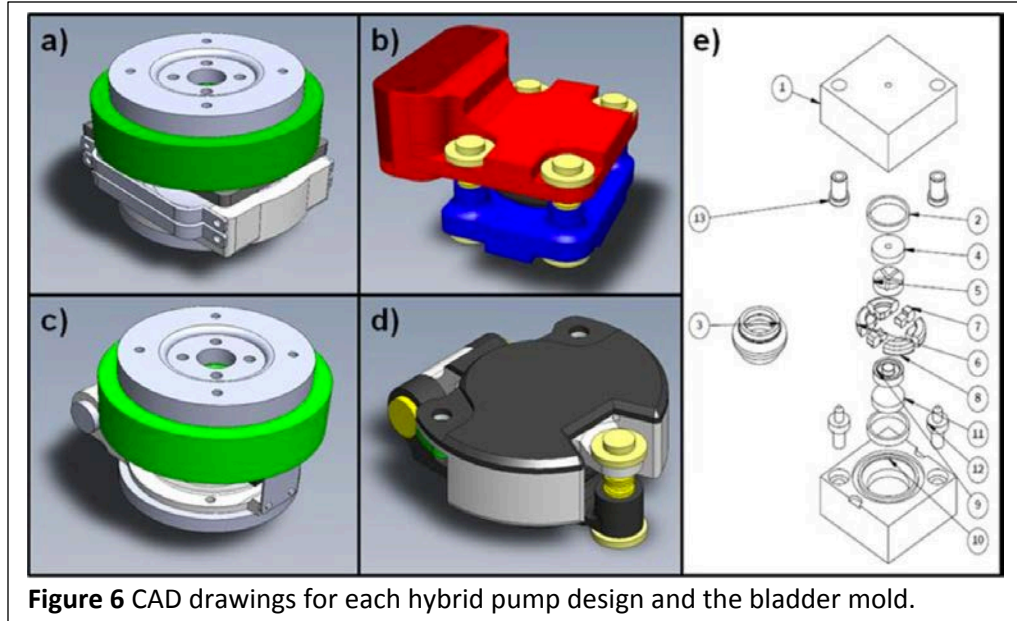 a)
b)
e)
1
13
2
4
5
3
7
6
8
11
12
9
10
c)
d)
Figure 6 CAD drawings for each hybrid pump design and the bladder mold.